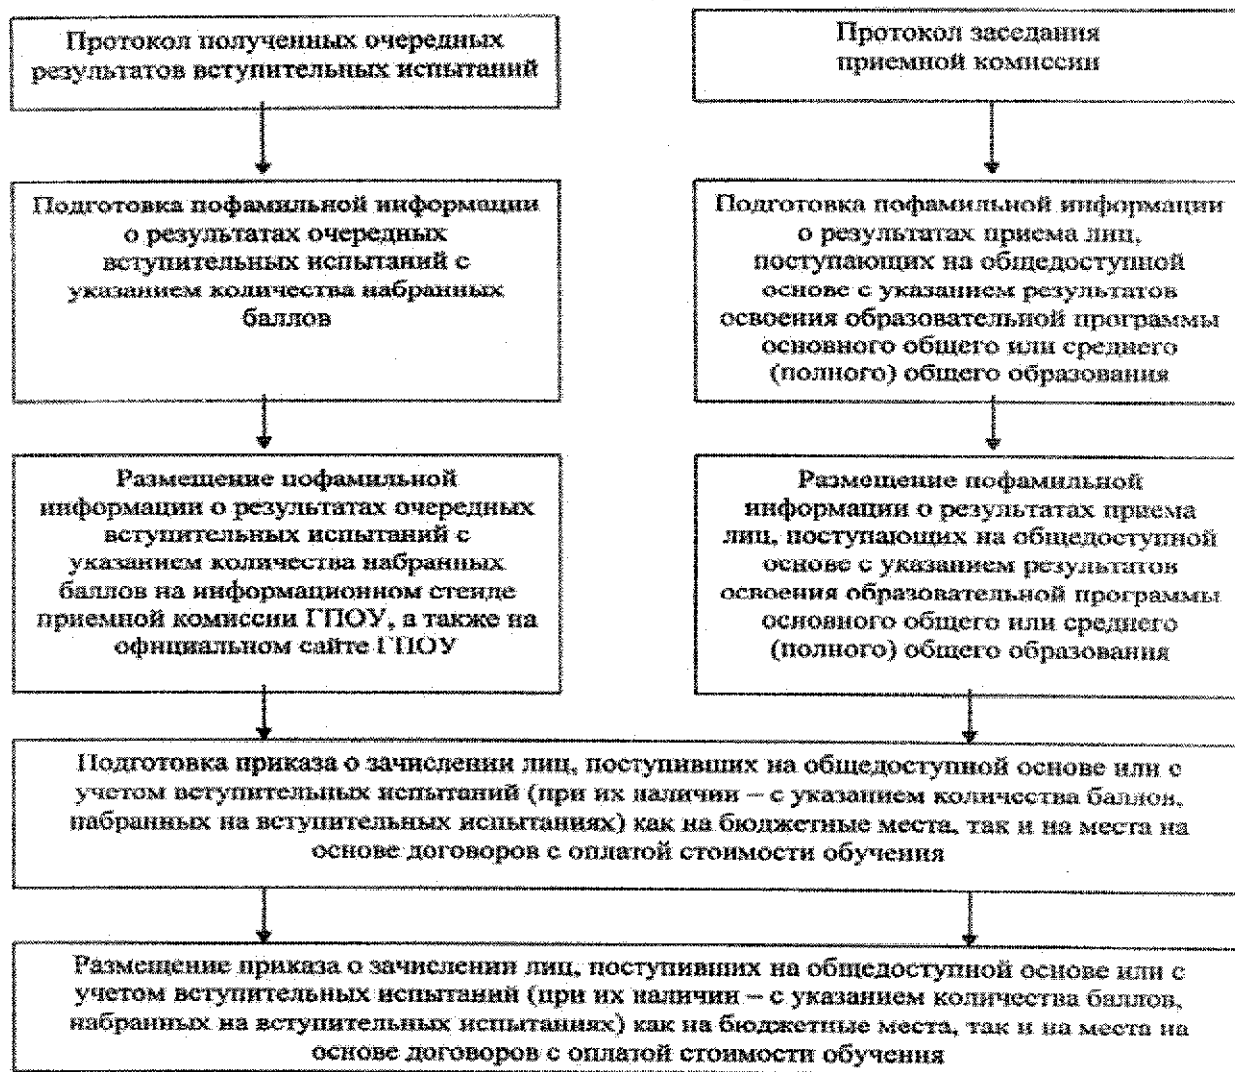 Протокол полученных очередных
результатов вступительных испытаний
Протокол заседания
приемной комиссии
Подготовка пофамильной информации
о результатах очередных
вступительных испытаний с
указанием количества набранных
баллов
Подготовка пофамильной информации
о результатах приема лиц,
поступающих на общедоступной
основе с указанием результатов
освоения образовательной программы
основного общего или среднего
(полного) общего образования
Размещение пофамильной
информации о результатах очередных
вступительных испытаний с
указанием количества набранных
баллов на информационном стенде
приемной комиссии ГПОУ, а также на
официальном сайте ГПОУ
Размещение пофамильной
информации о результатах приема
лиц, поступающих на общедоступной
основе с указанием результатов
освоения образовательной программы
основного общего или среднего
(полного) общего образования
Подготовка приказа о зачислении лиц, поступивших на общедоступной основе или с
учетом вступительных испытаний (при их наличии – с указанием количества баллов,
набранных на вступительных испытаниях) как на бюджетные места, так и на места на
основе договоров с оплатой стоимости обучения
Размещение приказа о зачислении лиц, поступивших на общедоступной основе или с
учетом вступительных испытаний (при их наличии – с указанием количества баллов,
набранных на вступительных испытаниях) как на бюджетные места, так и на места на
основе договоров с оплатой стоимости обучения